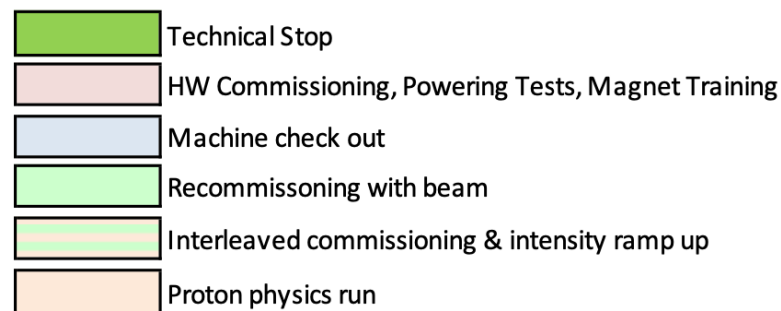 Technical Stop
HW Commissioning, Powering Tests, Magnet Training
Machine check out
Recommissoning with beam
Interleaved commissioning & intensity ramp up
Proton physics run